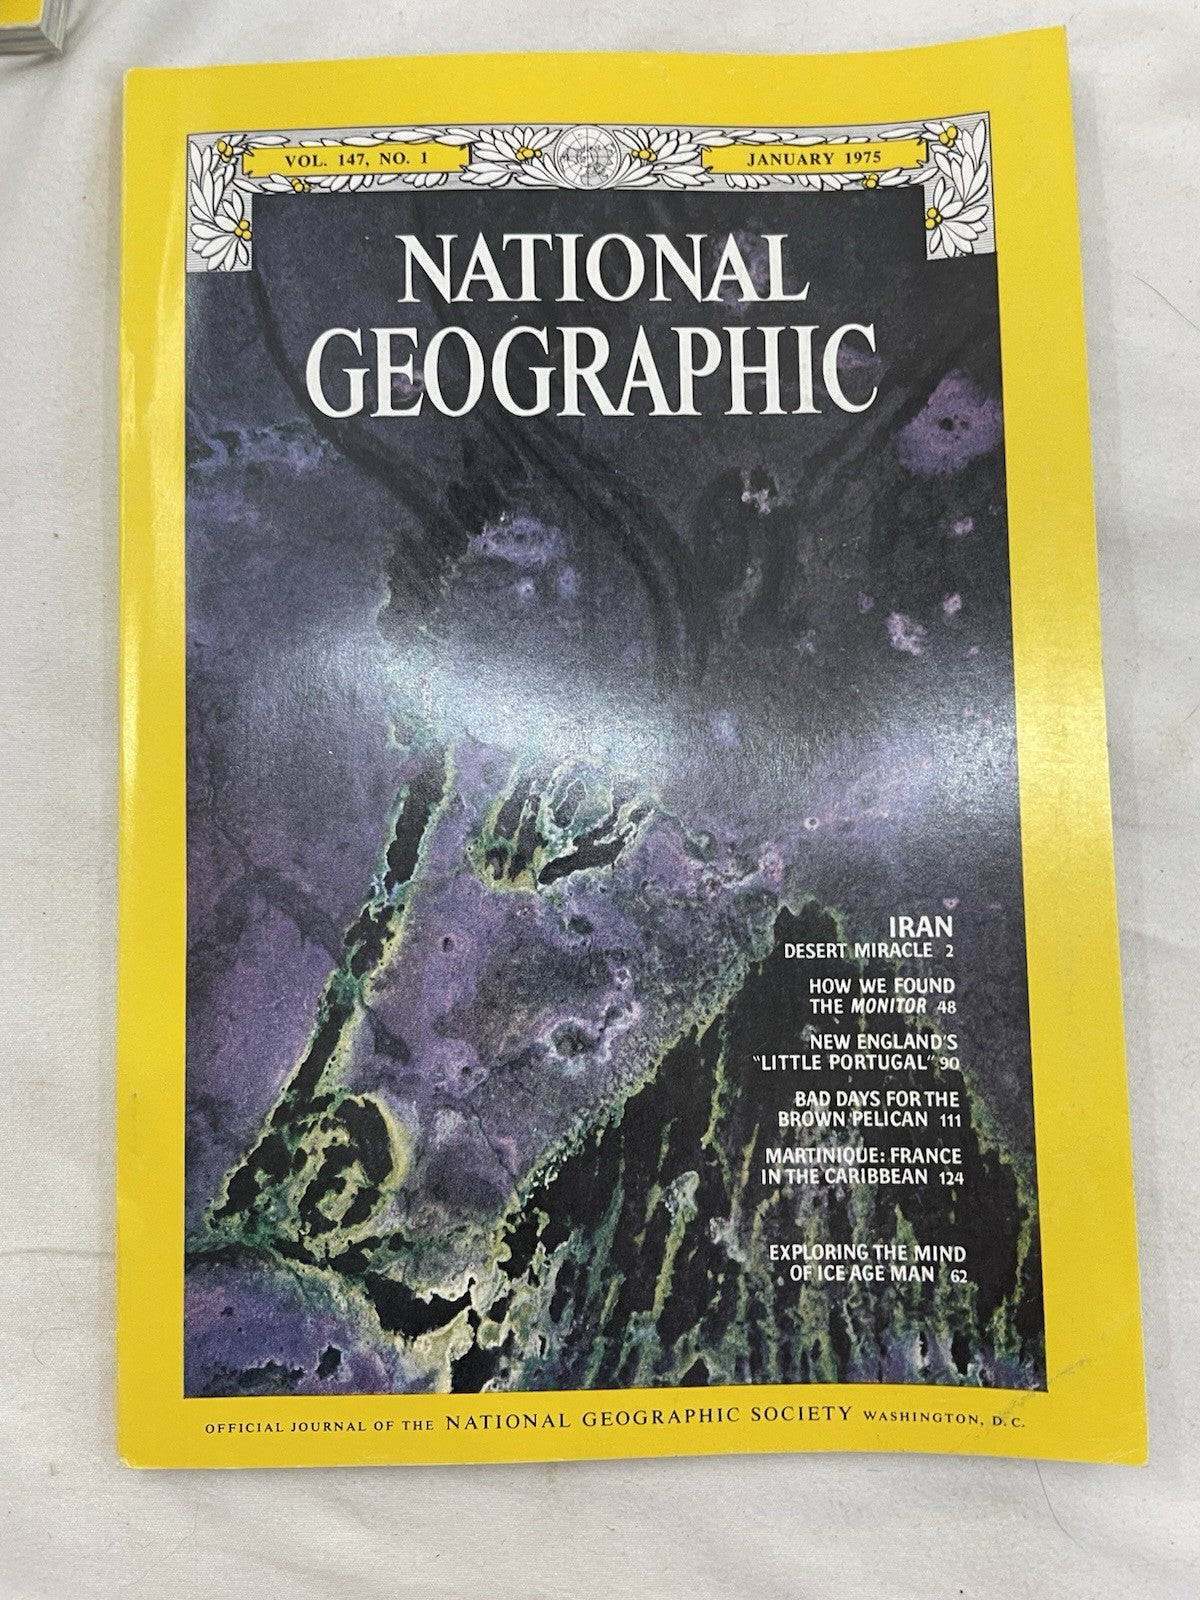 VOL. 147, NO. 1
JANUARY 1975
NATIONAL
GEOGRAPHIC
IRAN
DESERT MIRACLE 2
HOW WE FOUND
THE MONITOR 48
NEW ENGLAND'S
"LITTLE PORTUGAL" 90
BAD DAYS FOR THE
BROWN PELICAN 111
MARTINIQUE: FRANCE
IN THE CARIBBEAN 124
EXPLORING THE MIND
OF ICE AGE MAN 62
OFFICIAL JOURNAL OF THE NATIONAL GEOGRAPHIC SOCIETY WASHINGTON, D. C.